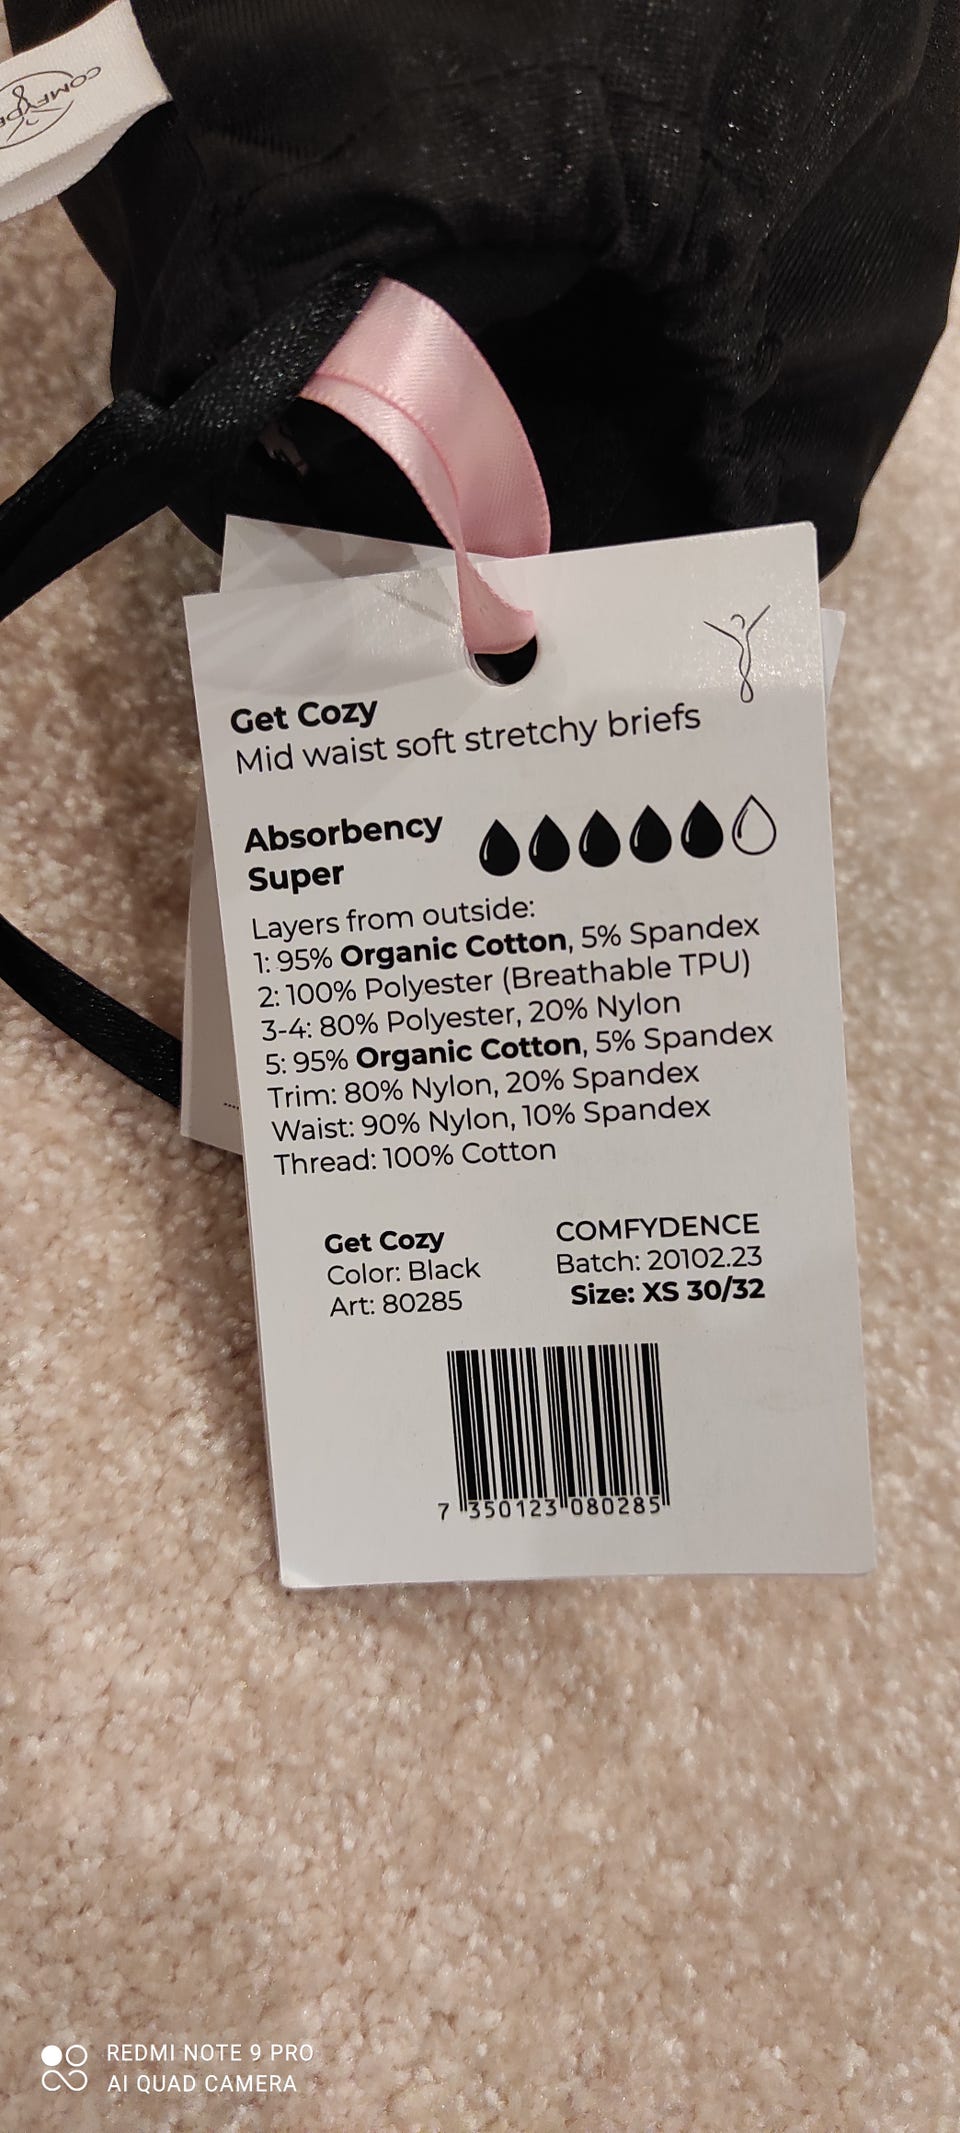 Get Cozy
Mid waist soft stretchy briefs
Absorbency
Super
Layers from outside:
1: 95% Organic Cotton, 5% Spandex
2: 100% Polyester (Breathable TPU)
3-4: 80% Polyester, 20% Nylon
5: 95% Organic Cotton, 5% Spandex
Trim: 80% Nylon, 20% Spandex
Waist: 90% Nylon, 10% Spandex
Thread: 100% Cotton
Get Cozy
Color: Black
Art: 80285
COMFYDENCE
Batch: 20102.23
Size: XS 30/32
7 350123 080285
REDMI NOTE 9 PRO
AI QUAD CAMERA